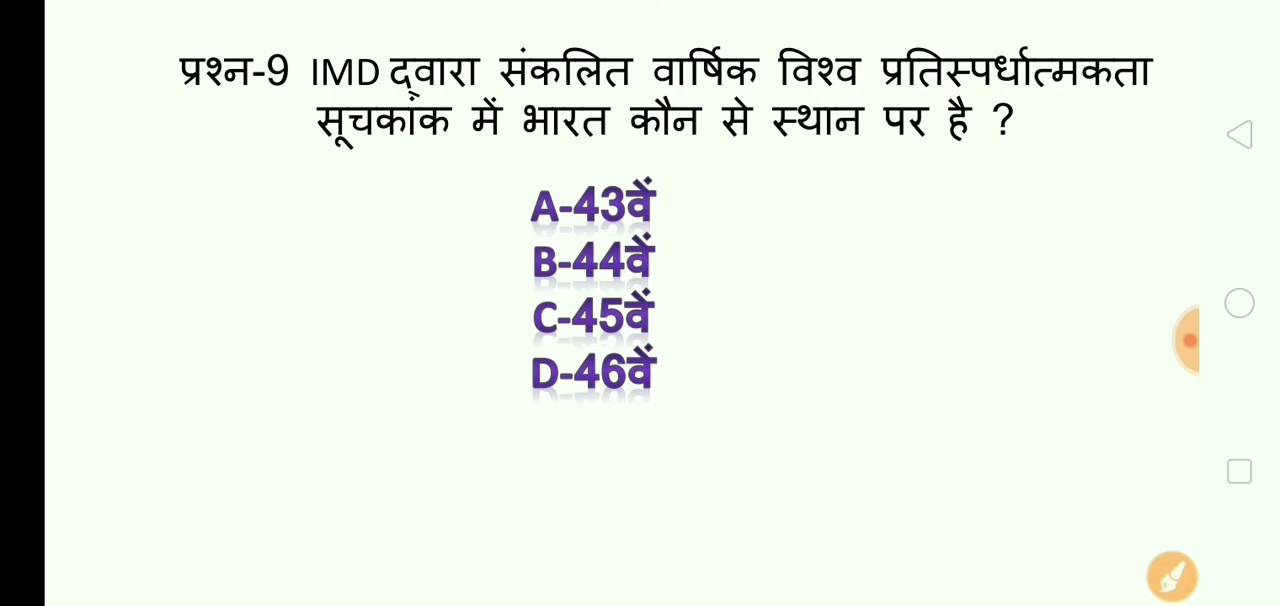 प्रश्न-9 IMD द्वारा संकलित वार्षिक विश्व प्रतिस्पर्धात्मकता
सूचकांक में भारत कौन से स्थान पर है ?
A-43वें
B-44वें
C-45वें
D-46वें